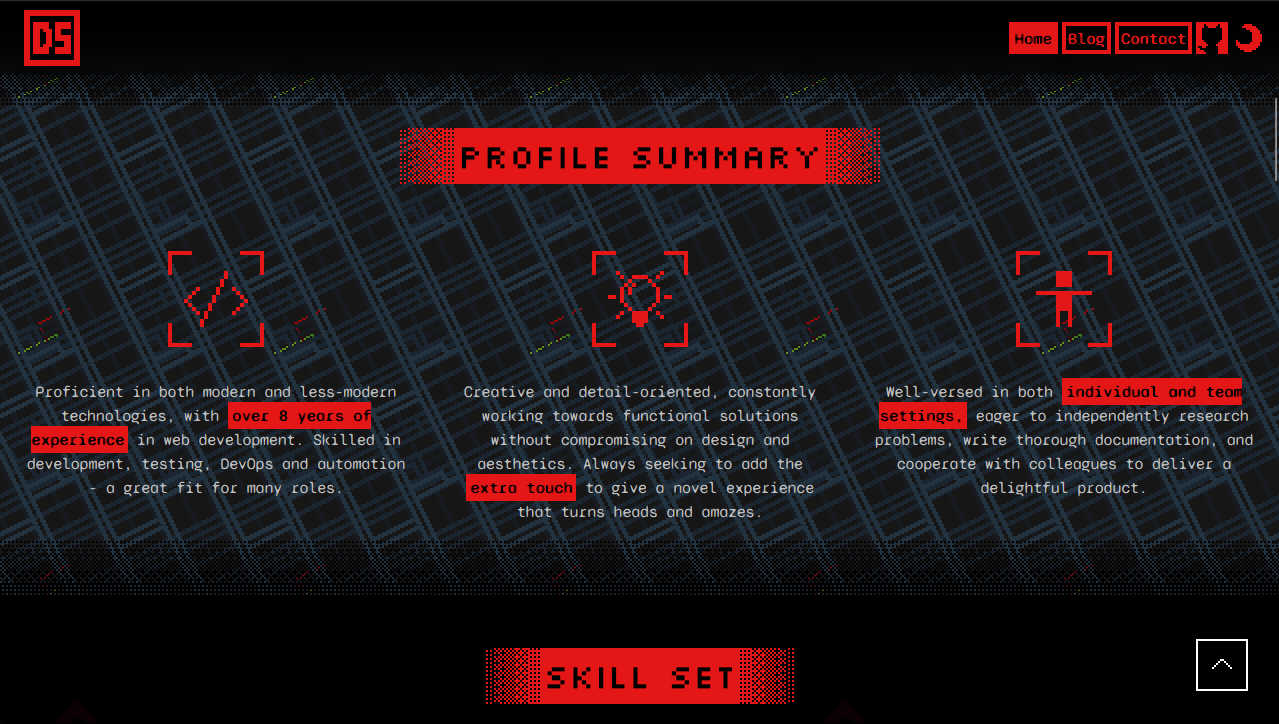 DS
Home Blog Contact
PROFILE SUMMARY
Proficient in both modern and less-modern
technologies, with over 8 years of
experience in web development. Skilled in
development, testing, DevOps and automation
- a great fit for many roles.
Creative and detail-oriented, constantly
working towards functional solutions
without compromising on design and
aesthetics. Always seeking to add the
extra touch to give a novel experience
that turns heads and amazes.
Well-versed in both individual and team
settings, eager to independently research
problems, write thorough documentation, and
cooperate with colleagues to deliver a
delightful product.
SKILL SET